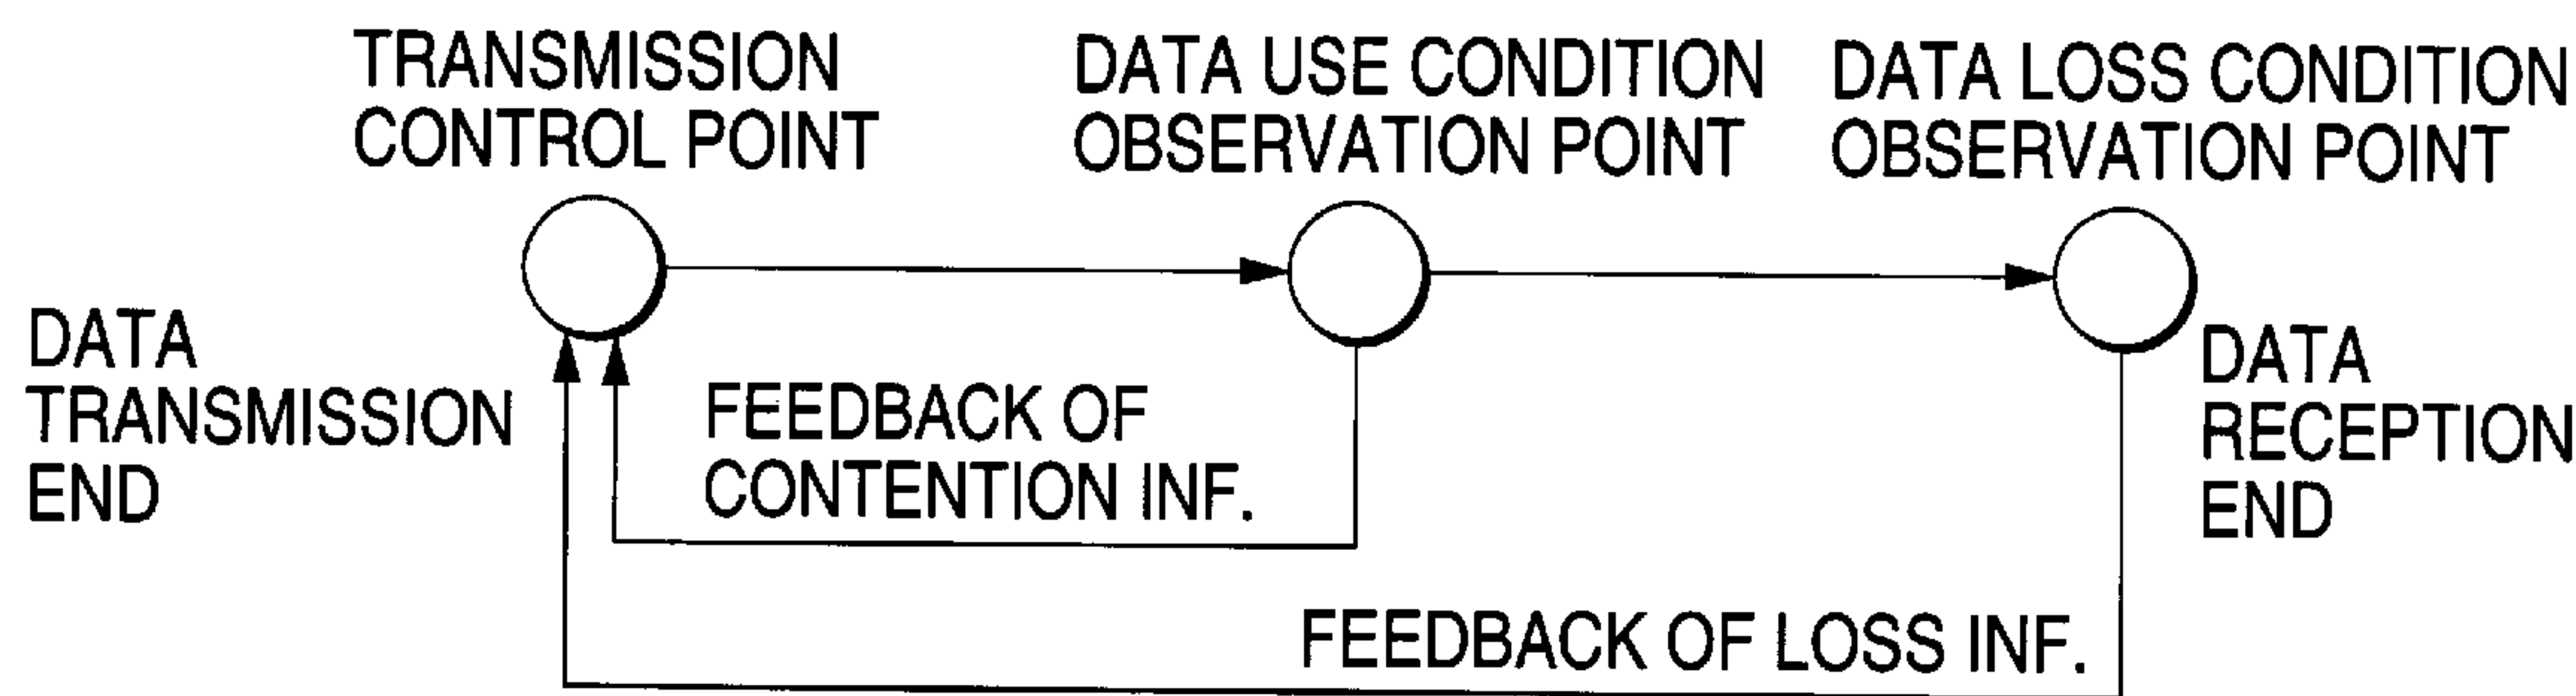 TRANSMISSION
CONTROL POINT
DATA USE CONDITION
OBSERVATION POINT
DATA LOSS CONDITION
OBSERVATION POINT
DATA
TRANSMISSION
END
FEEDBACK OF
CONTENTION INF.
DATA
RECEPTION
END
FEEDBACK OF LOSS INF.